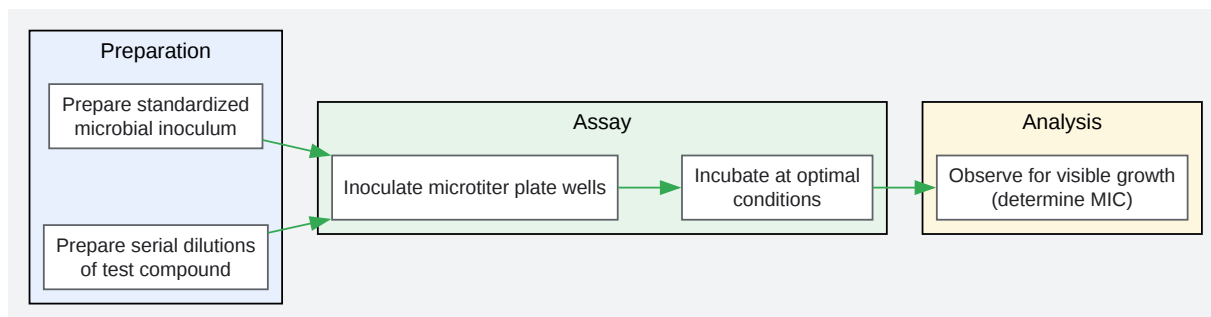 Preparation
Prepare standardized
microbial inoculum
Prepare serial dilutions
of test compound
Assay
Inoculate microtiter plate wells
Incubate at optimal
conditions
Analysis
Observe for visible growth
(determine MIC)